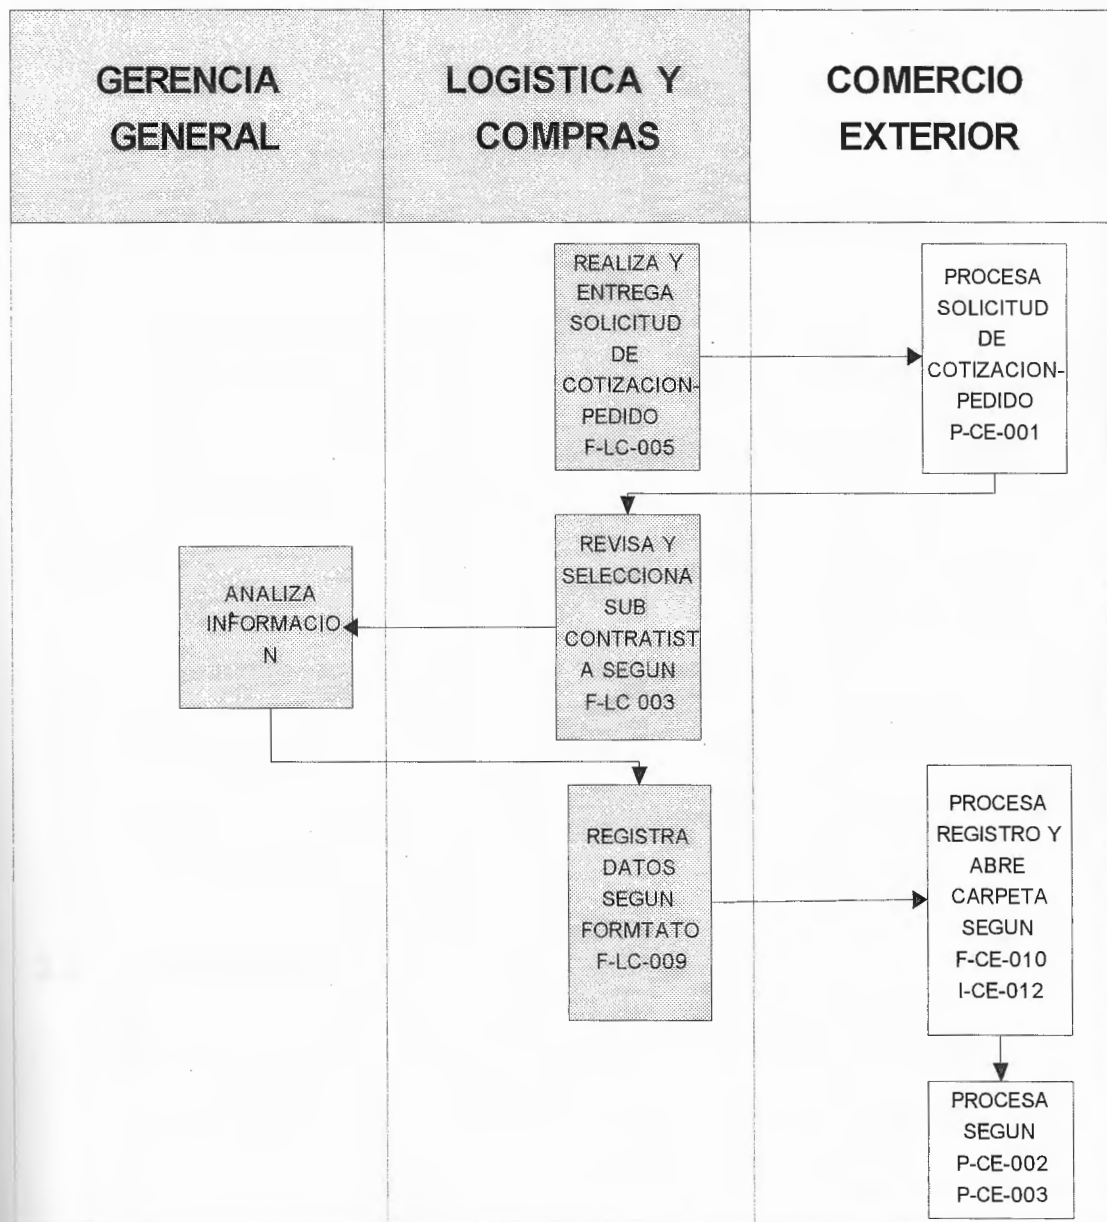 GERENCIA
GENERAL
LOGISTICA Y
COMPRAS
COMERCIO
EXTERIOR
REALIZA Y
ENTREGA
SOLICITUD
DE
COTIZACION-
PEDIDO
F-LC-005
PROCESA
SOLICITUD
DE
COTIZACION-
PEDIDO
P-CE-001
REVISA Y
SELECCIONA
SUB
CONTRATIST
A SEGUN
F-LC 003
ANALIZA
INFORMACIO
N
REGISTRA
DATOS
SEGUN
FORMTATO
F-LC-009
PROCESA
REGISTRO Y
ABRE
CARPETA
SEGUN
F-CE-010
I-CE-012
PROCESA
SEGUN
P-CE-002
P-CE-003